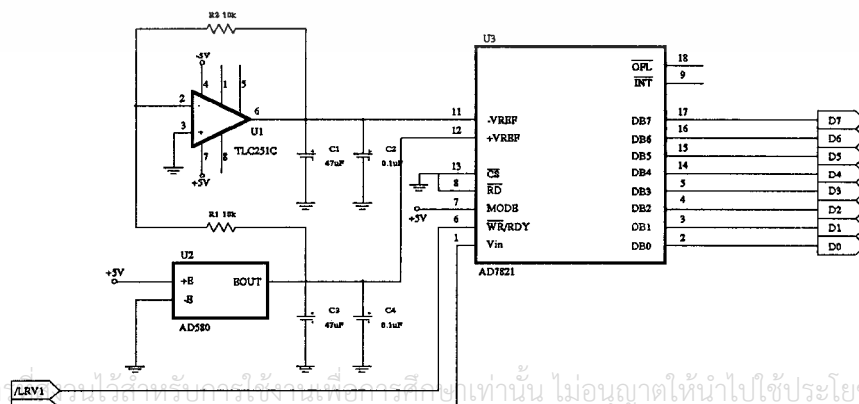 R2 10k
U3
-5V
4
1
5
2
6
3
U1
TLC251C
7
8
+5V
18
OFL
9
INT
11
-VREF
12
+VREF
13
CS
8
RD
7
MODE
+5V
6
WR/RDY
1
Vin
AD7821
DB7
17
D7
DB6
16
D6
DB5
15
D5
DB4
14
D4
DB3
5
D3
DB2
4
D2
DB1
3
D1
DB0
2
D0
C1
47uF
C2
0.1uF
R1 10k
U2
+5V
+E
EOUT
-E
AD580
C3
47uF
C4
0.1uF
/LRV1
วนไว้สำหรับการใช้งานเพื่อการศึกษาเท่านั้น ไม่อนุญาตให้นำไปใช้ประโย